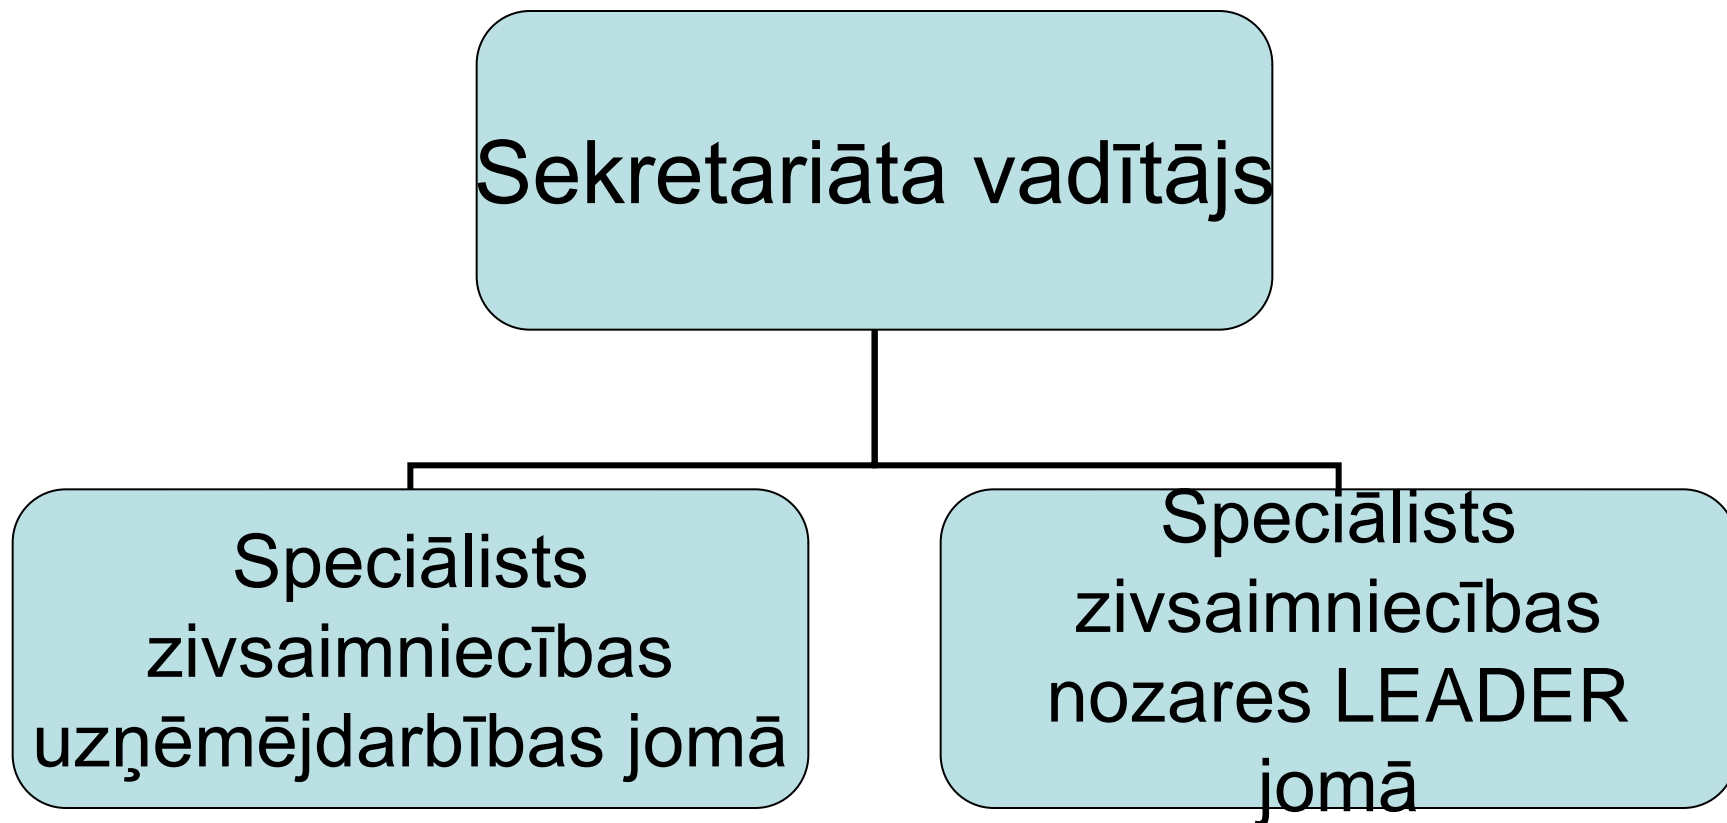 Sekretariāta vadītājs
Speciālists
zivsaimniecības
uzņēmējdarbības jomā
Speciālists
zivsaimniecības
nozares LEADER
jomā